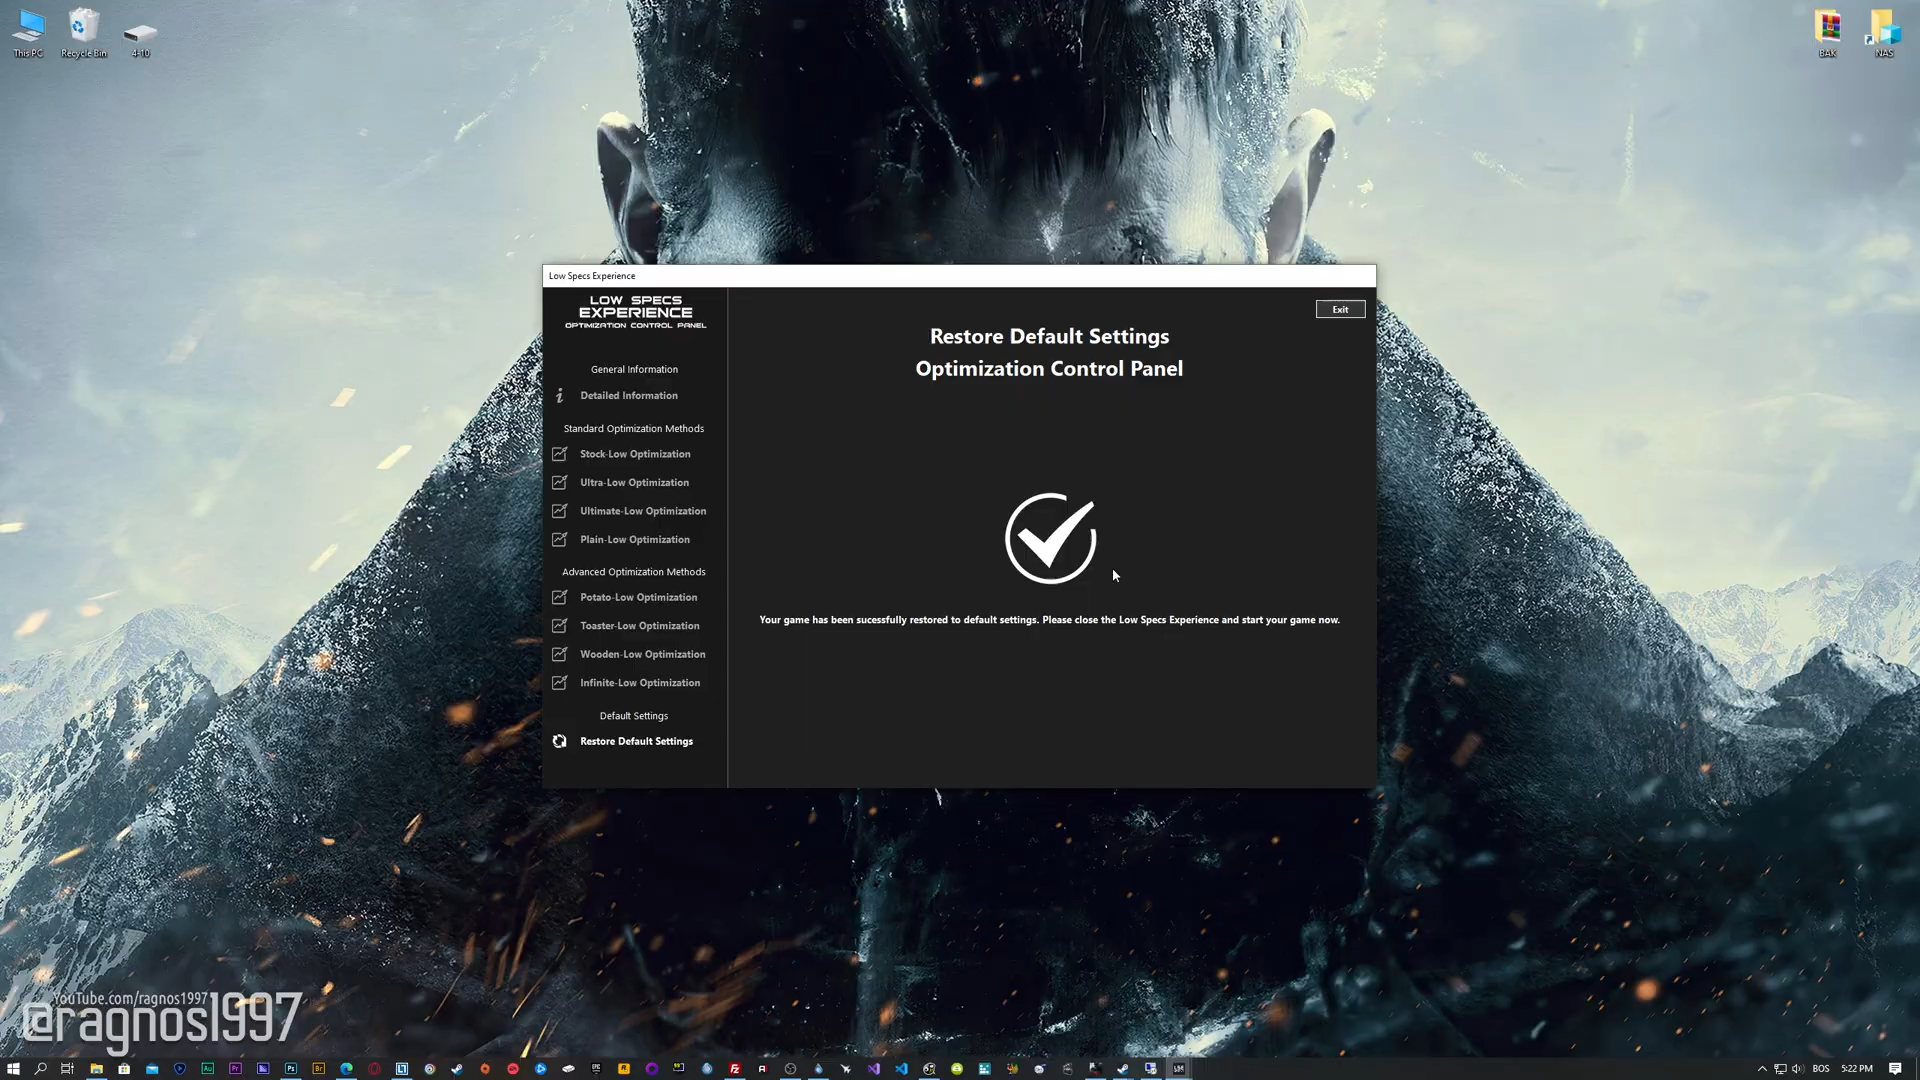 This PC
Recycle Bin
4-10
BAK
NAS
Low Specs Experience
LOW SPECS
EXPERIENCE
OPTIMIZATION CONTROL PANEL
General Information
Detailed Information
Standard Optimization Methods
Stock-Low Optimization
Ultra-Low Optimization
Ultimate-Low Optimization
Plain-Low Optimization
Advanced Optimization Methods
Potato-Low Optimization
Toaster-Low Optimization
Wooden-Low Optimization
Infinite-Low Optimization
Default Settings
Restore Default Settings
Exit
Restore Default Settings
Optimization Control Panel
Your game has been sucessfully restored to default settings. Please close the Low Specs Experience and start your game now.
YouTube.com/ragnos1997
@ragnos1997
BOS
5:22 PM